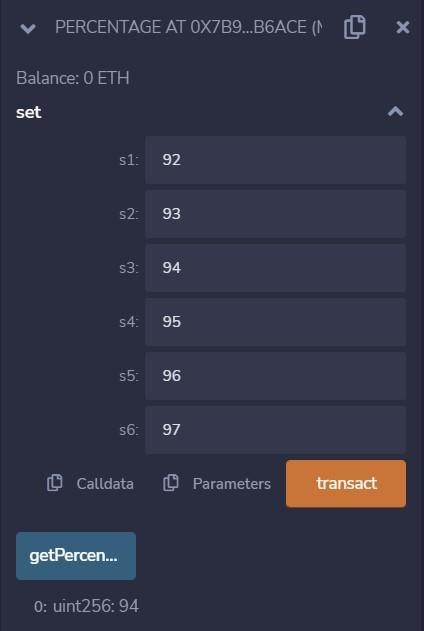 PERCENTAGE AT 0X7B9...B6ACE (
Balance: 0 ETH
set
s1: 92
s2: 93
s3: 94
s4: 95
s5: 96
s6: 97
Calldata Parameters transact
getPercen...
0: uint256: 94